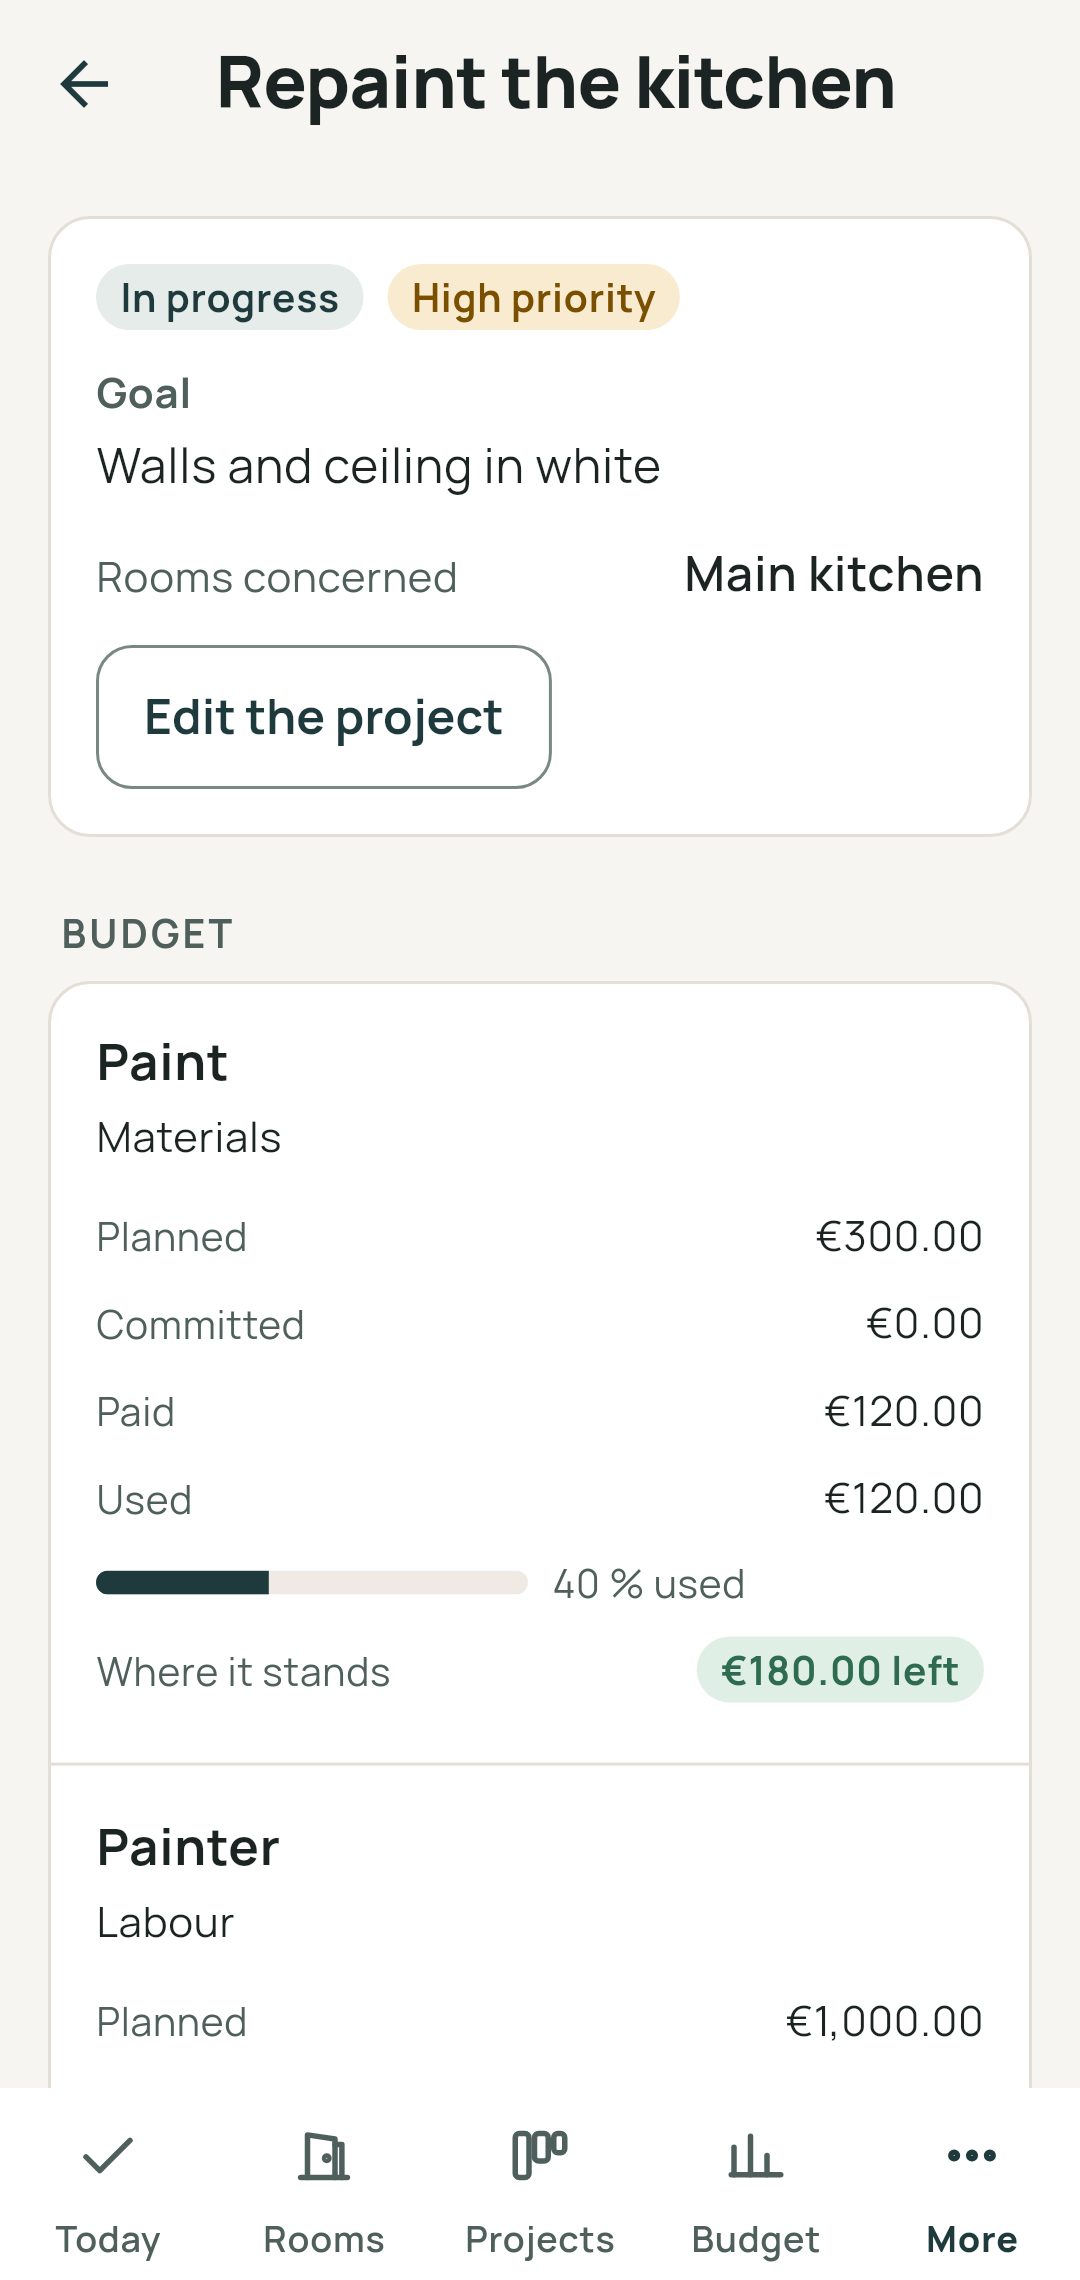 Repaint the kitchen
In progress
High priority
Goal
Walls and ceiling in white
Rooms concerned
Main kitchen
Edit the project
BUDGET
Paint
Materials
Planned
€300.00
Committed
€0.00
Paid
€120.00
Used
€120.00
40 % used
Where it stands
€180.00 left
Painter
Labour
Planned
€1,000.00
Today
Rooms
Projects
Budget
More